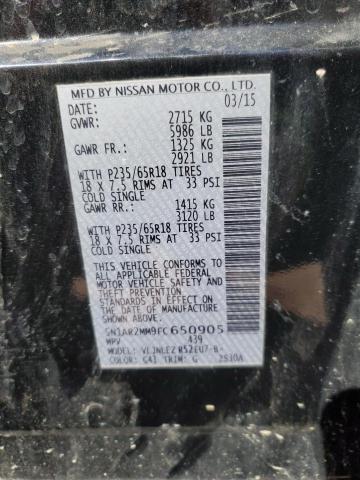 MFD BY NISSAN MOTOR CO., LTD.
DATE: 03/15
GVWR: 2715 KG
5986 LB
GAWR FR.: 1325 KG
2921 LB
WITH P235/65R18 TIRES
18 X 7.5 RIMS AT 33 PSI
COLD SINGLE
GAWR RR.: 1415 KG
3120 LB
WITH P235/65R18 TIRES
18 X 7.5 RIMS AT 33 PSI
COLD SINGLE
THIS VEHICLE CONFORMS TO
ALL APPLICABLE FEDERAL
MOTOR VEHICLE SAFETY
AND THEFT PREVENTION
STANDARDS IN EFFECT ON
THE DATE OF MANUFACTURE
SHOWN ABOVE.
5N1AR2MM9FC650905
MPV 439
MODEL: R52EU7-B-
COLOR: TRIM: G